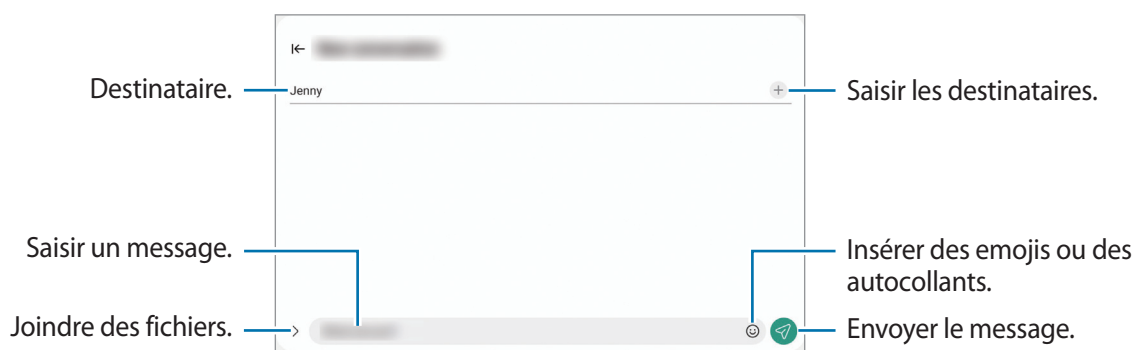 Destinataire.
Jenny
Saisir les destinataires.
Saisir un message.
Insérer des emojis ou des
autocollants.
Joindre des fichiers.
Envoyer le message.